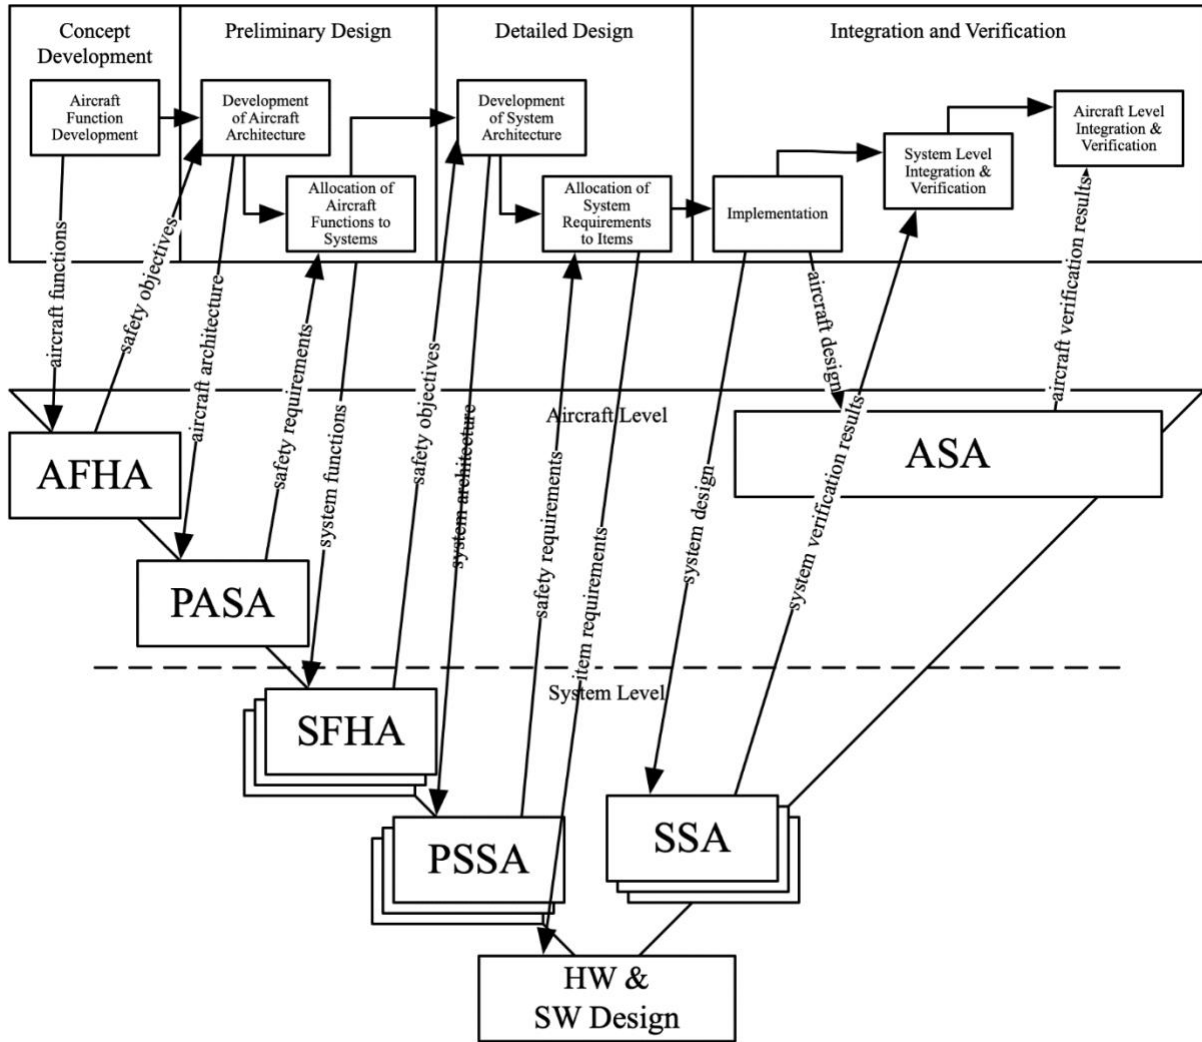 Concept
Development
Preliminary Design
Detailed Design
Integration and Verification
Aircraft
Function
Development
Development
of Aircraft
Architecture
Allocation of
Aircraft
Functions to
Systems
Development
of System
Architecture
Allocation of
System
Requirements
to Items
Implementation
System Level
Integration &
Verification
Aircraft Level
Integration &
Verification
aircraft functions
safety objectives
aircraft architecture
safety requirements
system functions
safety objectives
system architecture
safety requirements
item requirements
system design
aircraft design
system verification results
aircraft verification results
Aircraft Level
AFHA
ASA
PASA
System Level
SFHA
PSSA
SSA
HW &
SW Design